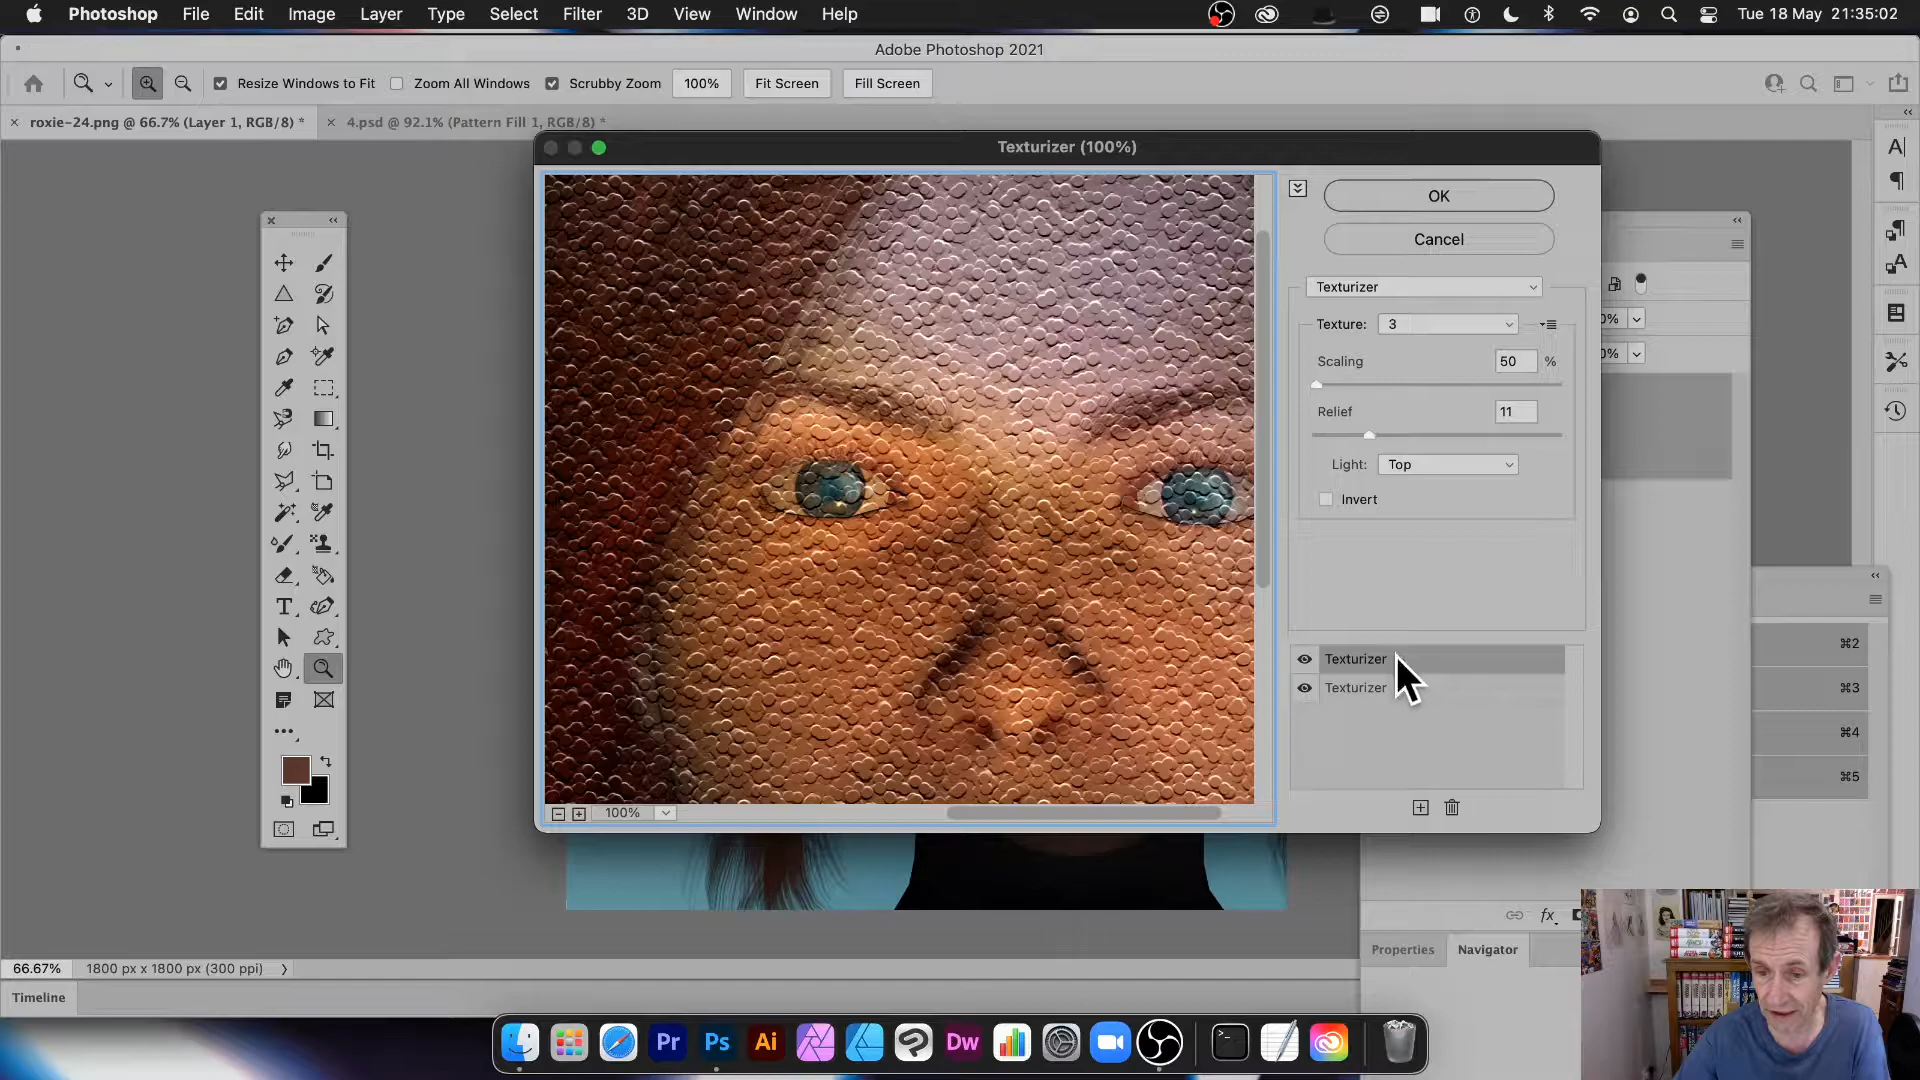 Photoshop File Edit Image Layer Type Select Filter 3D View Window Help Tue 18 May 21:35:02
Adobe Photoshop 2021
Resize Windows to Fit Zoom All Windows Scrubby Zoom 100% Fit Screen Fill Screen
× roxie-24.png @ 66.7% (Layer 1, RGB/8) * × 4.psd @ 92.1% (Pattern Fill 1, RGB/8) *
Texturizer (100%)
OK
Cancel
Texturizer
Texture: 3
Scaling 50 %
Relief 11
Light: Top
Invert
Texturizer
Texturizer
0%
0%
⌘2
⌘3
⌘4
⌘5
100%
fx
Properties Navigator
66.67% 1800 px x 1800 px (300 ppi)
Timeline
Pr Ps Ai Dw